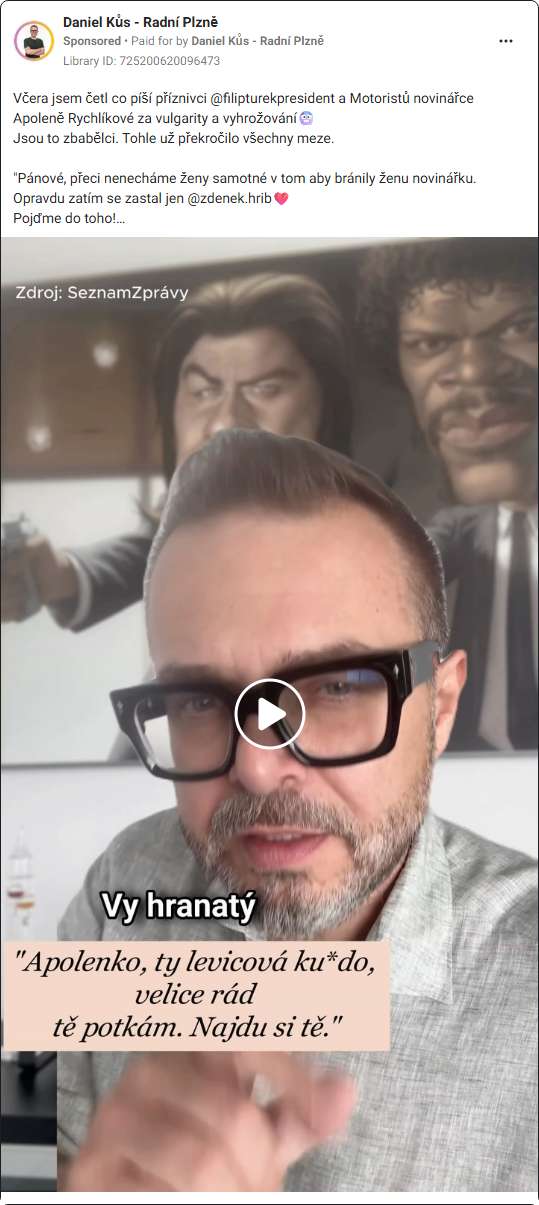 Daniel Kůs - Radní Plzně
Sponsored • Paid for by Daniel Kůs - Radní Plzně
Library ID: 725200620096473
Včera jsem četl co píší příznivci @filipturekpresident a Motoristů novinářce
Apoleně Rychlíkové za vulgarity a vyhrožování😨
Jsou to zbabělci. Tohle už překročilo všechny meze.
"Pánové, přeci nenecháme ženy samotné v tom aby bránily ženu novinářku.
Opravdu zatím se zastal jen @zdenek.hrib❤️
Pojďme do toho!...
Zdroj: SeznamZprávy
Vy hranatý
"Apolenko, ty levicová ku*do,
velice rád
tě potkám. Najdu si tě."